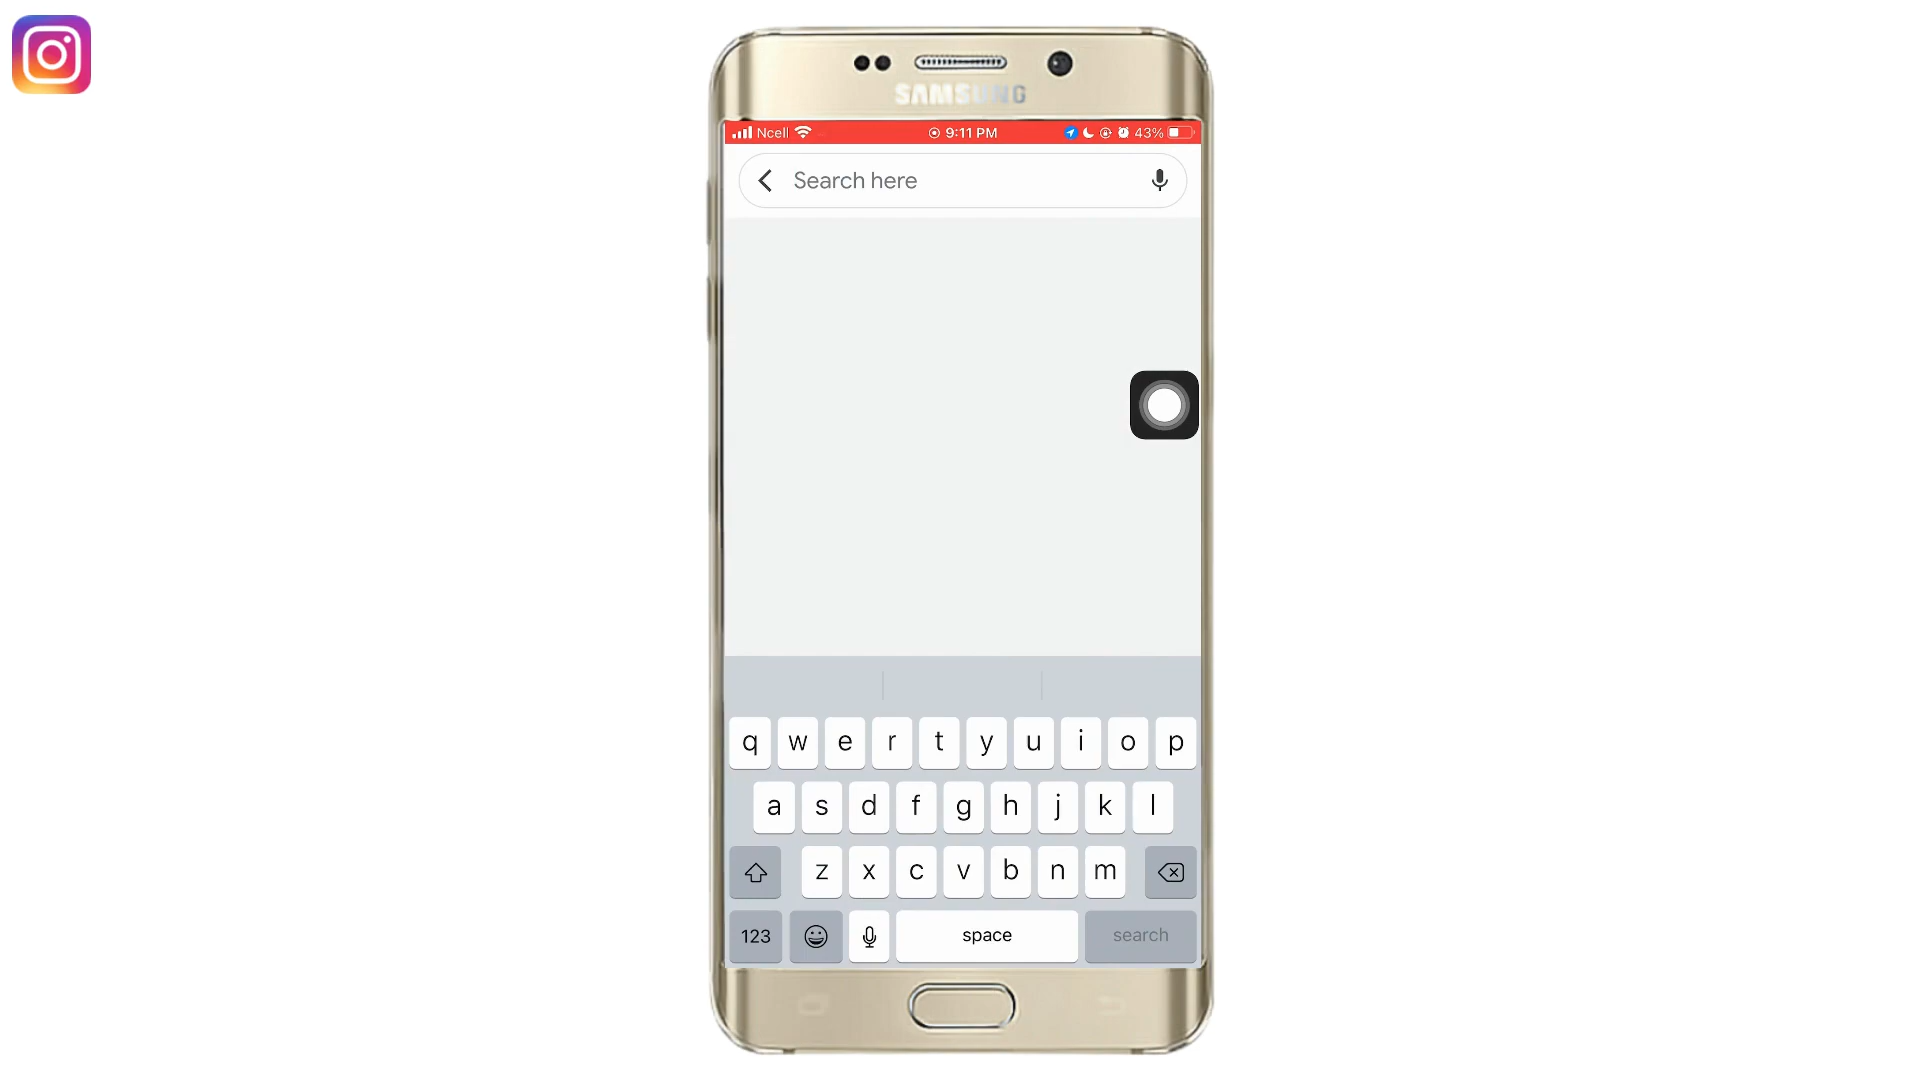 SAMSUNG
Ncell 9:11 PM 43%
Search here
q w e r t y u i o p
a s d f g h j k l
z x c v b n m
123 space search